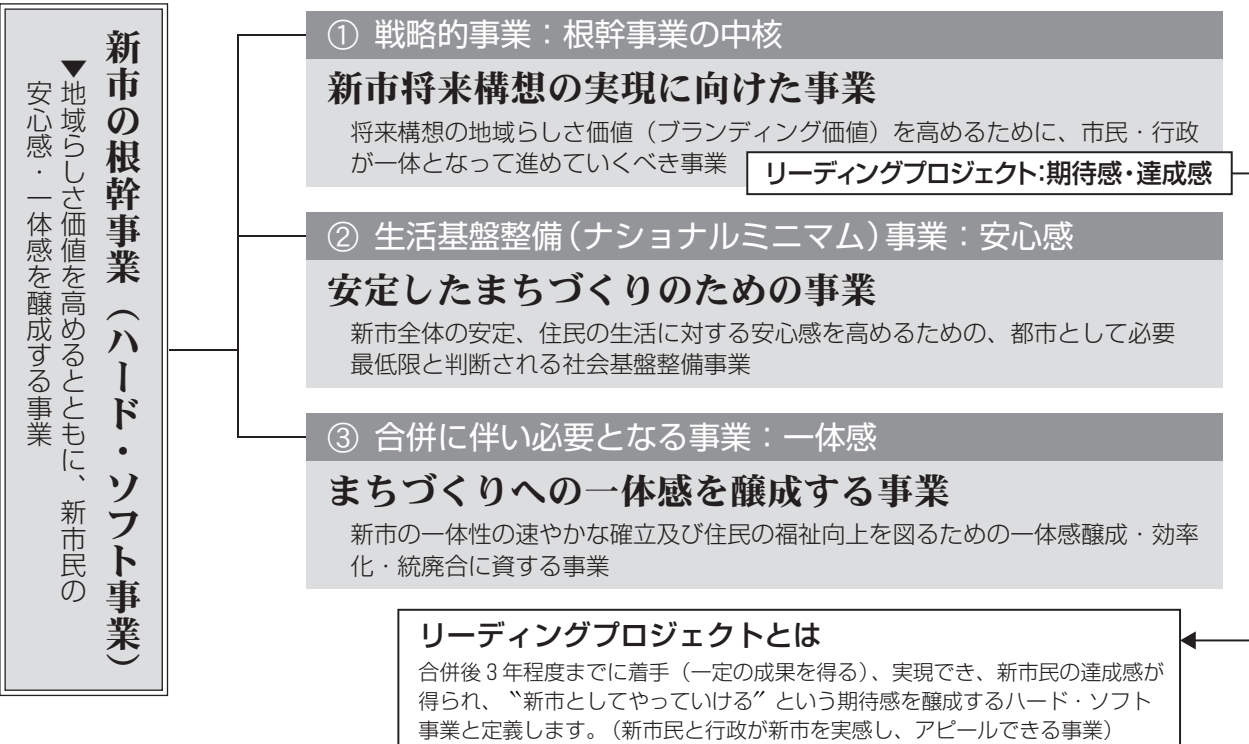 新市の根幹事業（ハード・ソフト事業）
▼地域らしさ価値を高めるとともに、新市民の
安心感・一体感を醸成する事業
① 戦略的事業：根幹事業の中核
新市将来構想の実現に向けた事業
将来構想の地域らしさ価値（ブランディング価値）を高めるために、市民・行政
が一体となって進めていくべき事業
リーディングプロジェクト：期待感・達成感
② 生活基盤整備（ナショナルミニマム）事業：安心感
安定したまちづくりのための事業
新市全体の安定、住民の生活に対する安心感を高めるための、都市として必要
最低限と判断される社会基盤整備事業
③ 合併に伴い必要となる事業：一体感
まちづくりへの一体感を醸成する事業
新市の一体性の速やかな確立及び住民の福祉向上を図るための一体感醸成・効率
化・統廃合に資する事業
リーディングプロジェクトとは
合併後３年程度までに着手（一定の成果を得る）、実現でき、新市民の達成感が
得られ、〝新市としてやっていける〞という期待感を醸成するハード・ソフト
事業と定義します。（新市民と行政が新市を実感し、アピールできる事業）